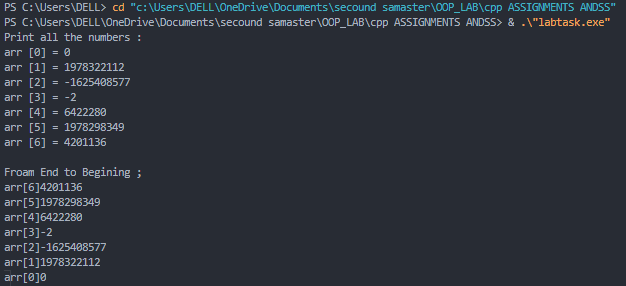 PS C:\Users\DELL> cd "c:\Users\DELL\OneDrive\Documents\secound samaster\OOP_LAB\cpp ASSIGNMENTS ANDSS"
PS C:\Users\DELL\OneDrive\Documents\secound samaster\OOP_LAB\cpp ASSIGNMENTS ANDSS> & .\"labtask.exe"
Print all the numbers :
arr [0] = 0
arr [1] = 1978322112
arr [2] = -1625408577
arr [3] = -2
arr [4] = 6422280
arr [5] = 1978298349
arr [6] = 4201136
Froam End to Begining ;
arr[6]4201136
arr[5]1978298349
arr[4]6422280
arr[3]-2
arr[2]-1625408577
arr[1]1978322112
arr[0]0